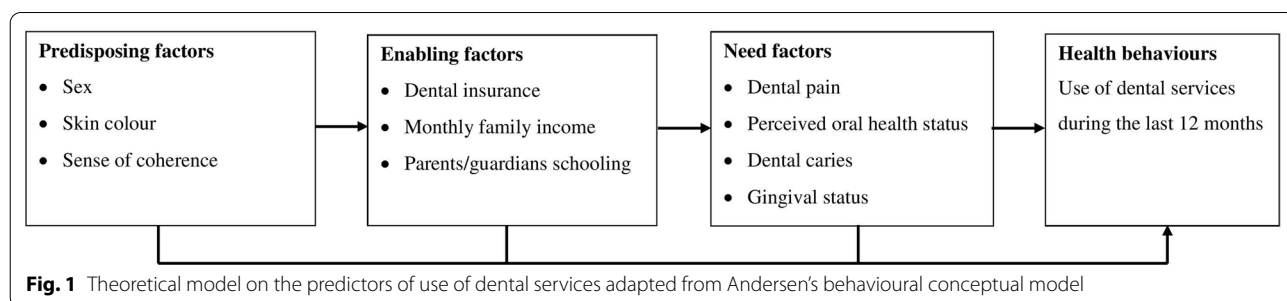 Predisposing factors
• Sex
• Skin colour
• Sense of coherence
Enabling factors
• Dental insurance
• Monthly family income
• Parents/guardians schooling
Need factors
• Dental pain
• Perceived oral health status
• Dental caries
• Gingival status
Health behaviours
Use of dental services
during the last 12 months
Fig. 1 Theoretical model on the predictors of use of dental services adapted from Andersen's behavioural conceptual model